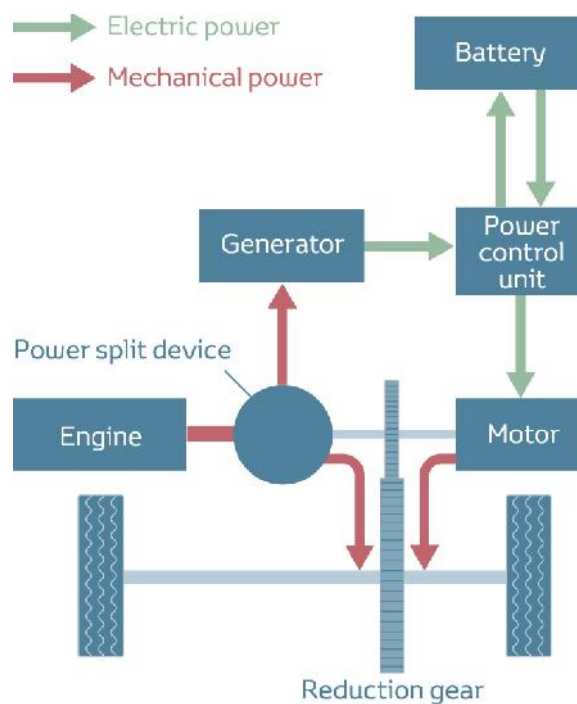 Electric power
Mechanical power
Battery
Generator
Power
control
unit
Power split device
Engine
Motor
Reduction gear